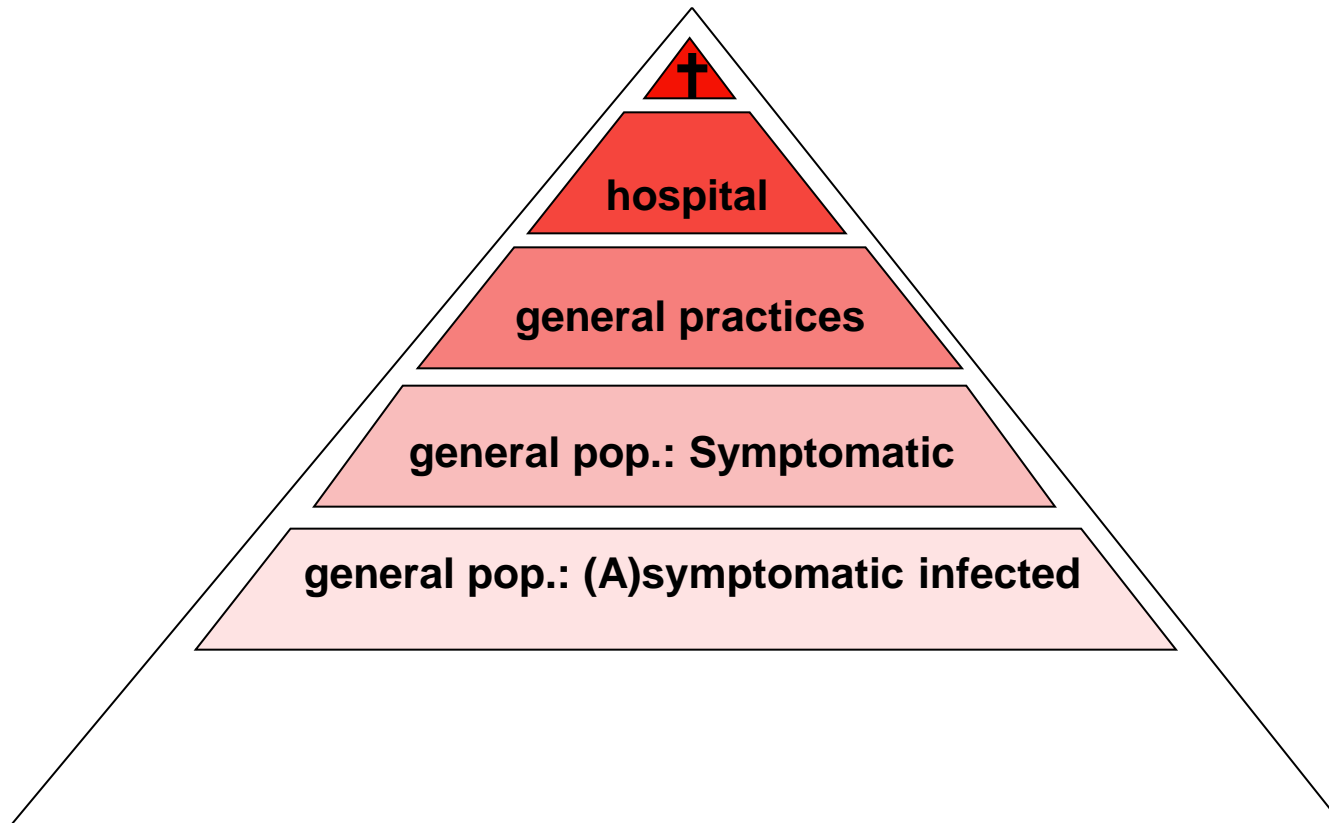 †
hospital
general practices
general pop.: Symptomatic
general pop.: (A)symptomatic infected